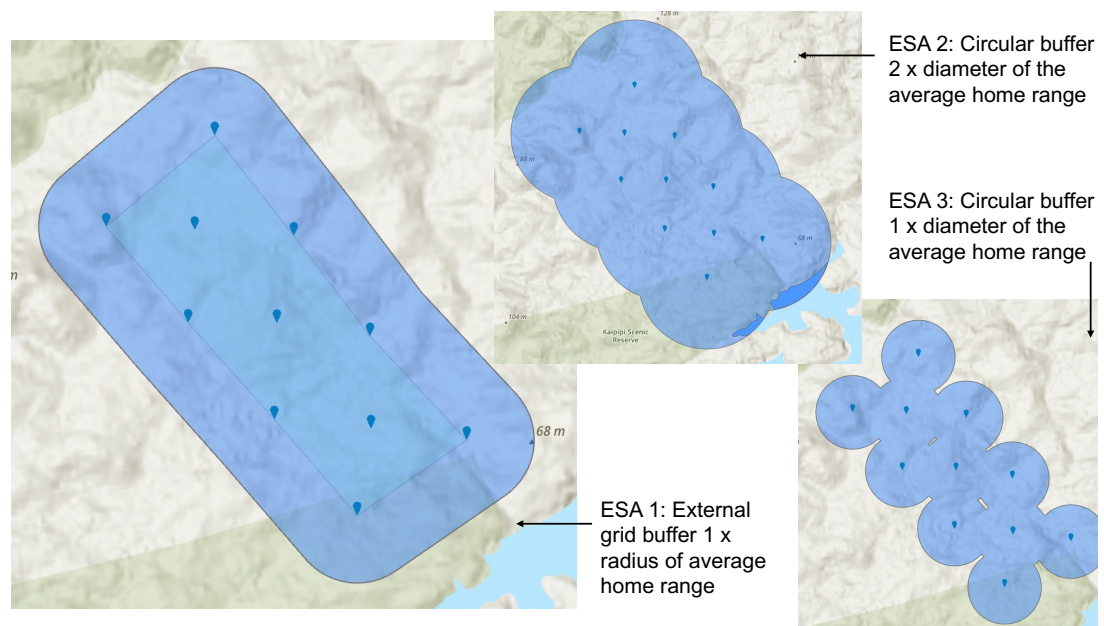 128 m
ESA 2: Circular buffer
2 x diameter of the
average home range
88 m
68 m
104 m
Kaipipi Scenic
Reserve
ESA 3: Circular buffer
1 x diameter of the
average home range
m
68 m
ESA 1: External
grid buffer 1 x
radius of average
home range